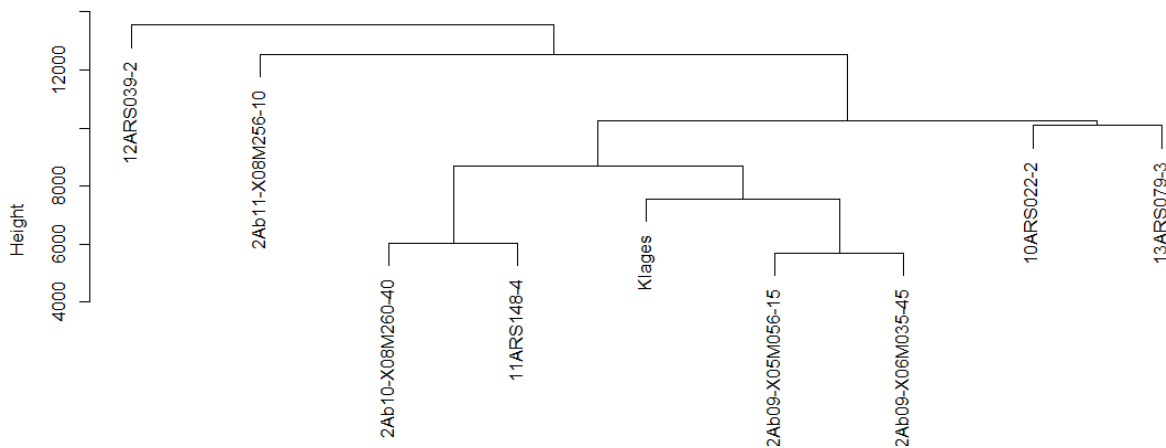 Height
12000
8000
6000
4000
12ARS039-2
2Ab11-X08M256-10
2Ab10-X08M260-40
11ARS148-4
Klages
2Ab09-X05M056-15
2Ab09-X06M035-45
10ARS022-2
13ARS079-3